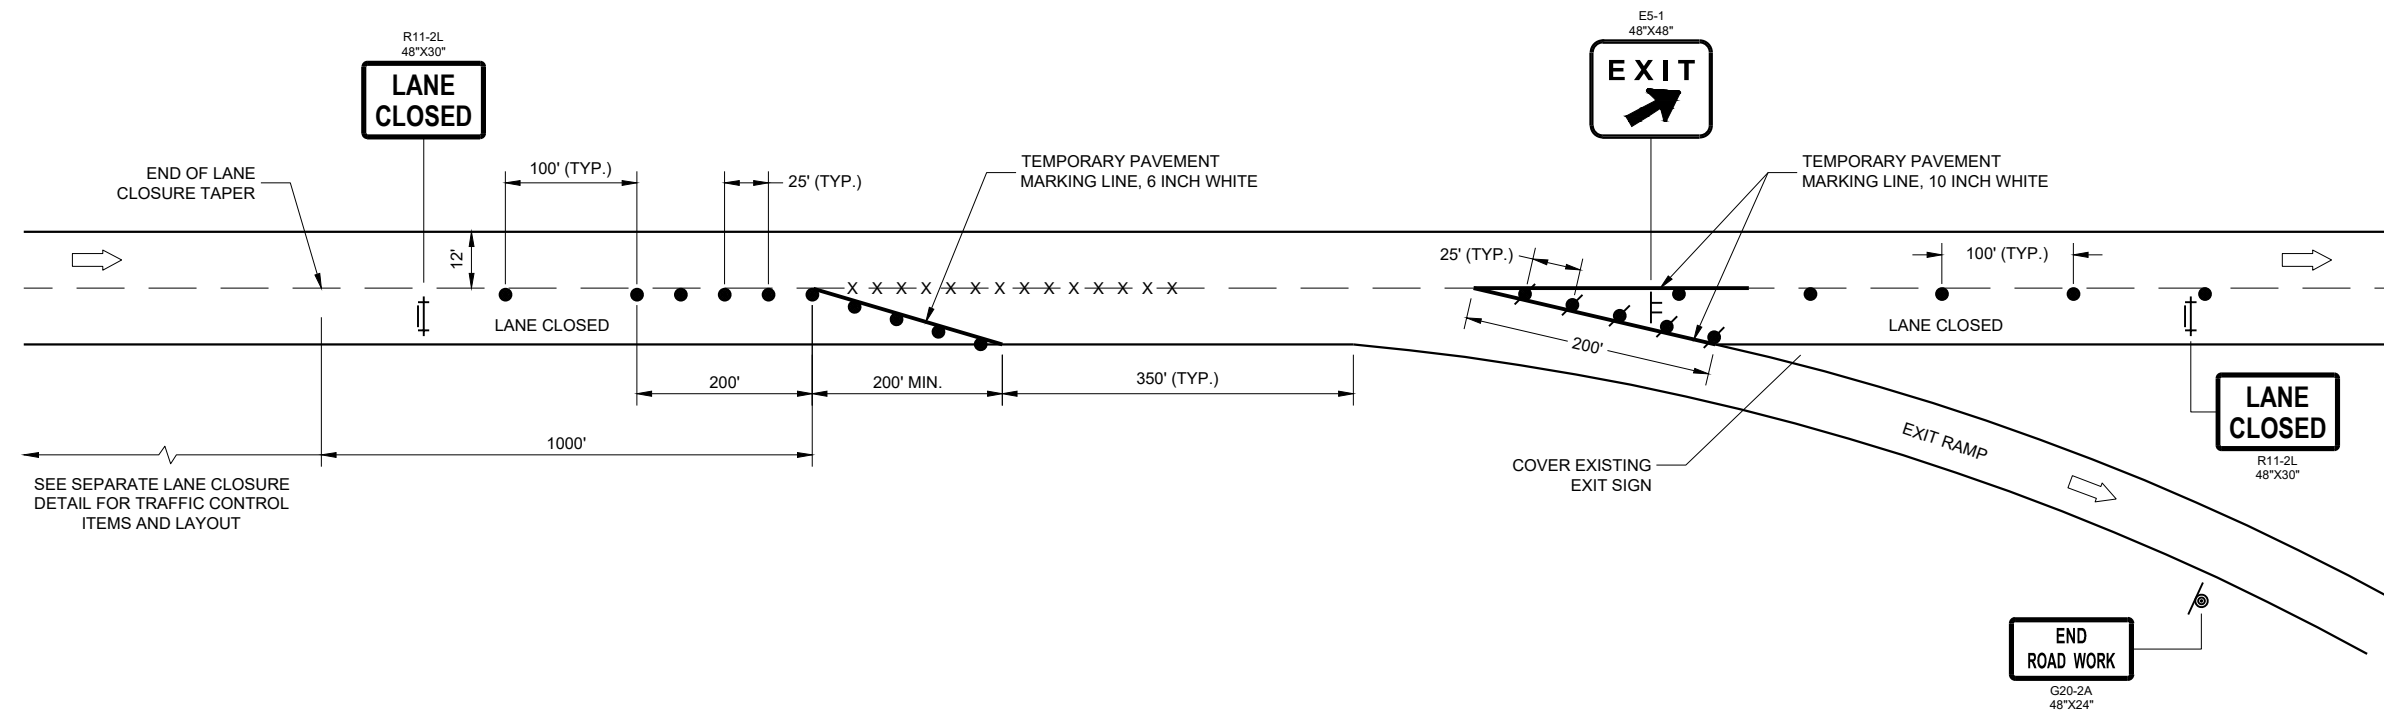 R11-2L
48"X30"
LANE
CLOSED
E5-1
48"X48"
EXIT
END OF LANE
CLOSURE TAPER
100' (TYP.)
25' (TYP.)
TEMPORARY PAVEMENT
MARKING LINE, 6 INCH WHITE
TEMPORARY PAVEMENT
MARKING LINE, 10 INCH WHITE
12'
25' (TYP.)
100' (TYP.)
X X X X X X X X X X X X X X
LANE CLOSED
LANE CLOSED
200'
200'
200' MIN.
350' (TYP.)
1000'
LANE
CLOSED
R11-2L
48"X30"
EXIT RAMP
COVER EXISTING
EXIT SIGN
SEE SEPARATE LANE CLOSURE
DETAIL FOR TRAFFIC CONTROL
ITEMS AND LAYOUT
END
ROAD WORK
G20-2A
48"X24"